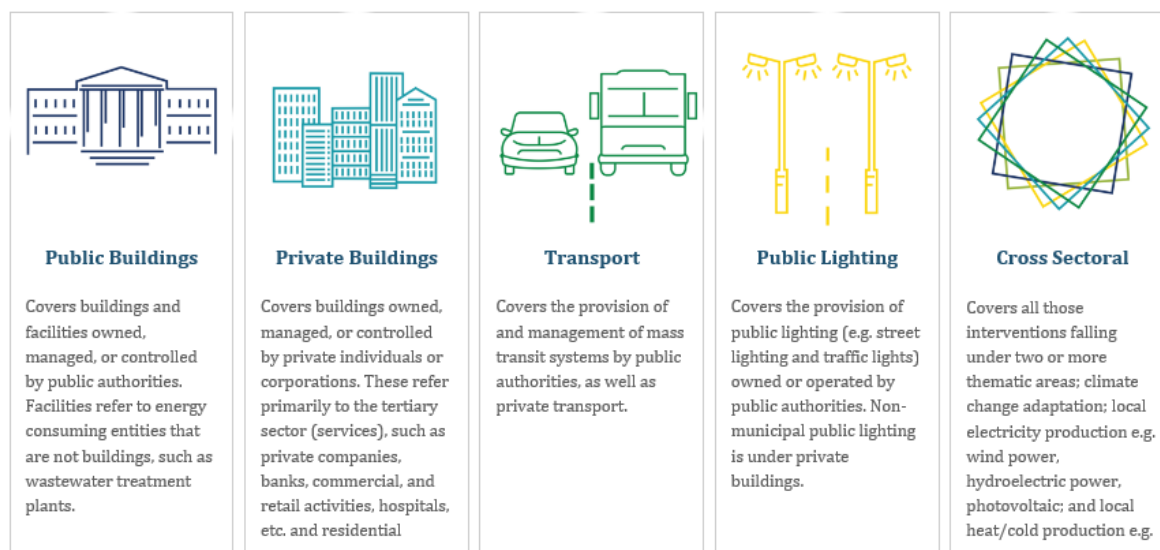 Public Buildings
Covers buildings and
facilities owned,
managed, or controlled
by public authorities.
Facilities refer to energy
consuming entities that
are not buildings, such as
wastewater treatment
plants.
Private Buildings
Covers buildings owned,
managed, or controlled
by private individuals or
corporations. These refer
primarily to the tertiary
sector (services), such as
private companies,
banks, commercial, and
retail activities, hospitals,
etc. and residential
Transport
Covers the provision of
and management of mass
transit systems by public
authorities, as well as
private transport.
Public Lighting
Covers the provision of
public lighting (e.g. street
lighting and traffic lights)
owned or operated by
public authorities. Non-
municipal public lighting
is under private
buildings.
Cross Sectoral
Covers all those
interventions falling
under two or more
thematic areas; climate
change adaptation; local
electricity production e.g.
wind power,
hydroelectric power,
photovoltaic; and local
heat/cold production e.g.